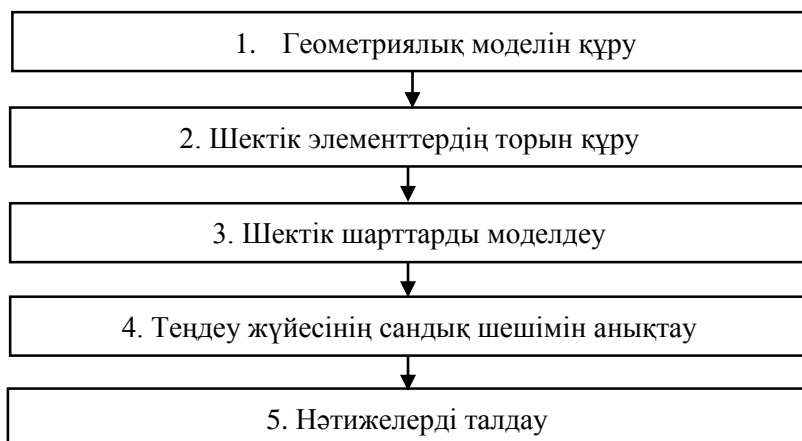 1. Геометриялық моделін құру
2. Шектік элементтердің торын құру
3. Шектік шарттарды моделдеу
4. Теңдеу жүйесінің сандық шешімін анықтау
5. Нәтижелерді талдау